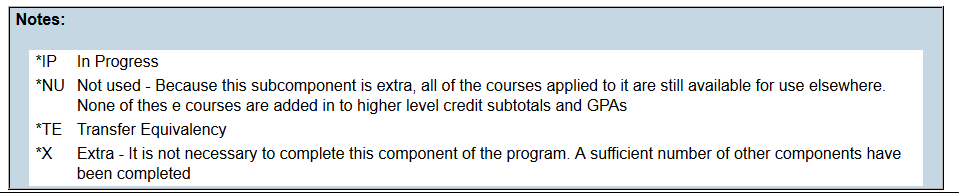 Notes:
*IP In Progress
*NU Not used - Because this subcomponent is extra, all of the courses applied to it are still available for use elsewhere.
None of thes e courses are added in to higher level credit subtotals and GPAs
*TE Transfer Equivalency
*X Extra - It is not necessary to complete this component of the program. A sufficient number of other components have
been completed